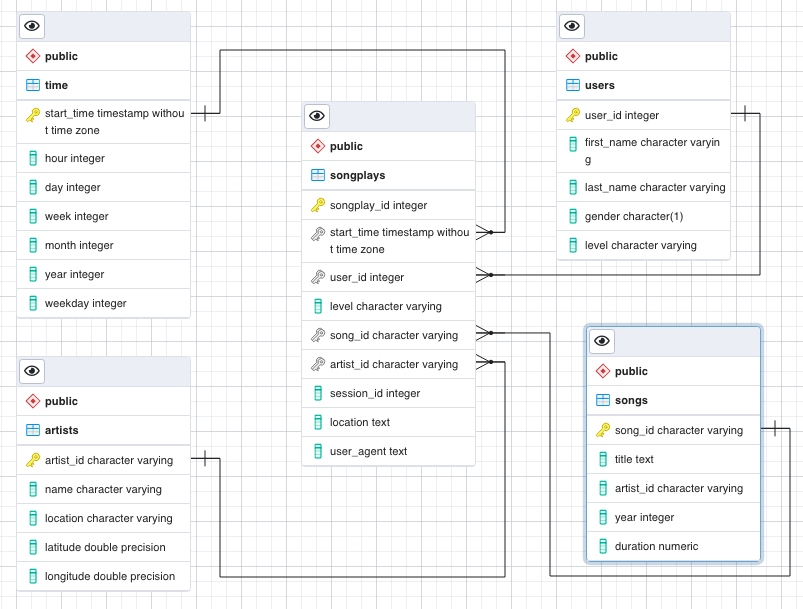 public
time
start_time timestamp withou
t time zone
hour integer
day integer
week integer
month integer
year integer
weekday integer
public
songplays
songplay_id integer
start_time timestamp withou
t time zone
user_id integer
level character varying
song_id character varying
artist_id character varying
session_id integer
location text
user_agent text
public
users
user_id integer
first_name character varyin
g
last_name character varying
gender character(1)
level character varying
public
artists
artist_id character varying
name character varying
location character varying
latitude double precision
longitude double precision
public
songs
song_id character varying
title text
artist_id character varying
year integer
duration numeric